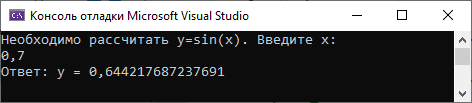 Консоль отладки Microsoft Visual Studio
Необходимо рассчитать y=sin(x). Введите x:
0,7
Ответ: y = 0,644217687237691